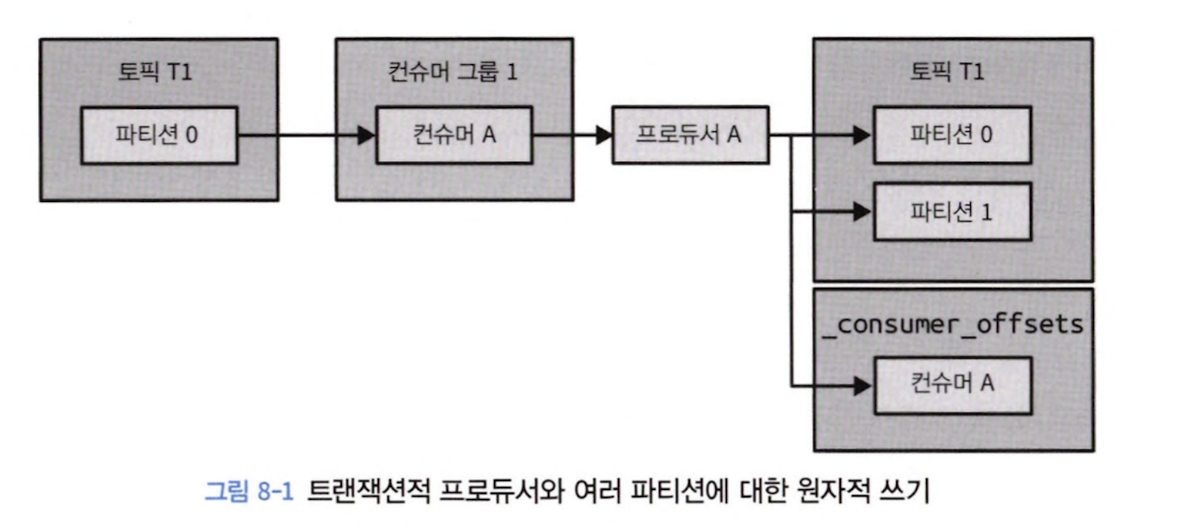 토픽 T1
파티션 0
컨슈머 그룹 1
컨슈머 A
프로듀서 A
토픽 T1
파티션 0
파티션 1
_consumer_offsets
컨슈머 A
그림 8-1 트랜잭션적 프로듀서와 여러 파티션에 대한 원자적 쓰기